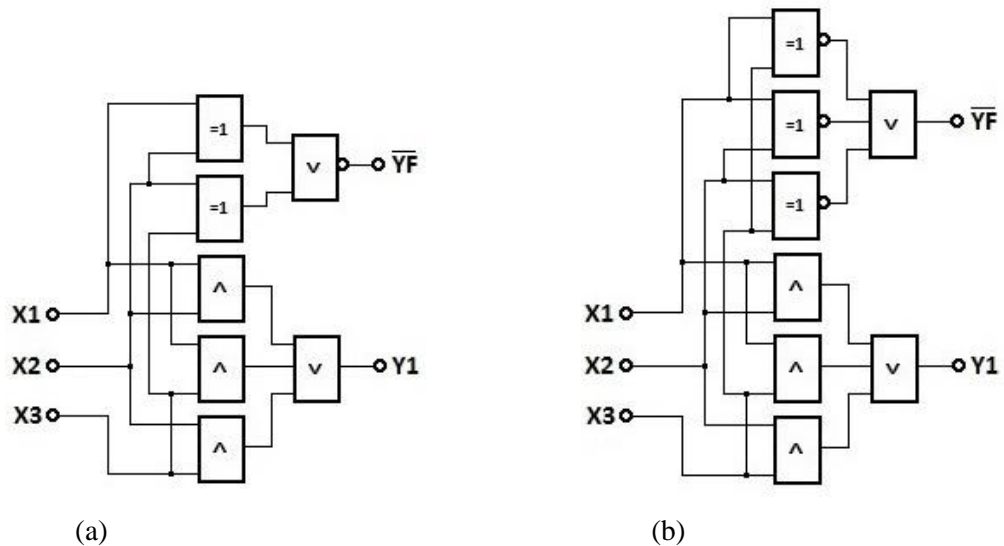 =1
=1
v
YF
^
^
^
v
Y1
X1
X2
X3
(a)
=1
=1
=1
v
YF
^
^
^
v
Y1
X1
X2
X3
(b)